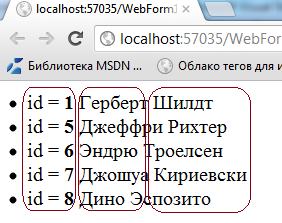 localhost:57035/WebForm1
localhost:57035/WebForm
Библиотека MSDN ...
Облако тегов для и
id = 1 Герберт Шилдт
id = 5 Джеффри Рихтер
id = 6 Эндрю Троелсен
id = 7 Джошуа Кириевски
id = 8 Дино Эспозито